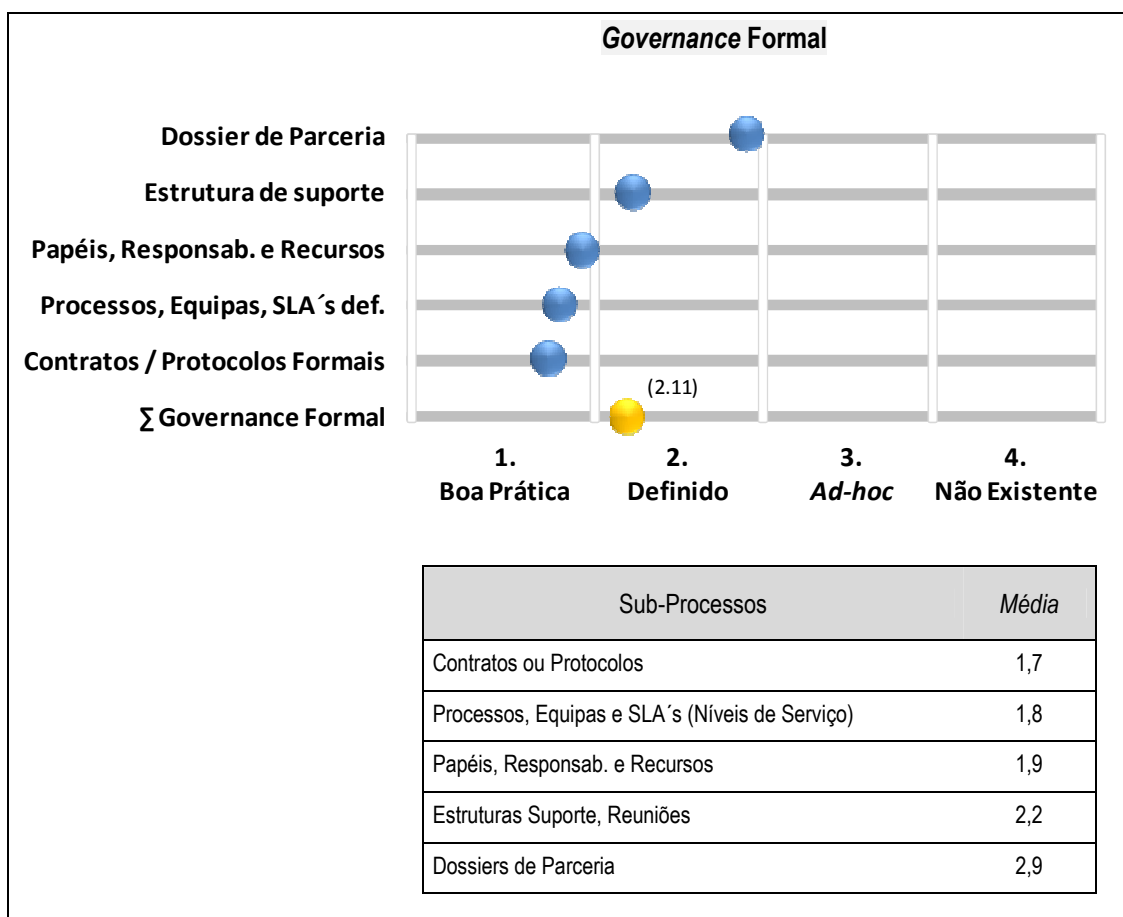 Governance Formal
Dossier de Parceria
Estrutura de suporte
Papéis, Responsab. e Recursos
Processos, Equipas, SLA´s def.
Contratos / Protocolos Formais
(2.11)
∑ Governance Formal
1.
Boa Prática
2.
Definido
3.
Ad-hoc
4.
Não Existente
Sub-Processos Média
Contratos ou Protocolos 1,7
Processos, Equipas e SLA´s (Níveis de Serviço) 1,8
Papéis, Responsab. e Recursos 1,9
Estruturas Suporte, Reuniões 2,2
Dossiers de Parceria 2,9